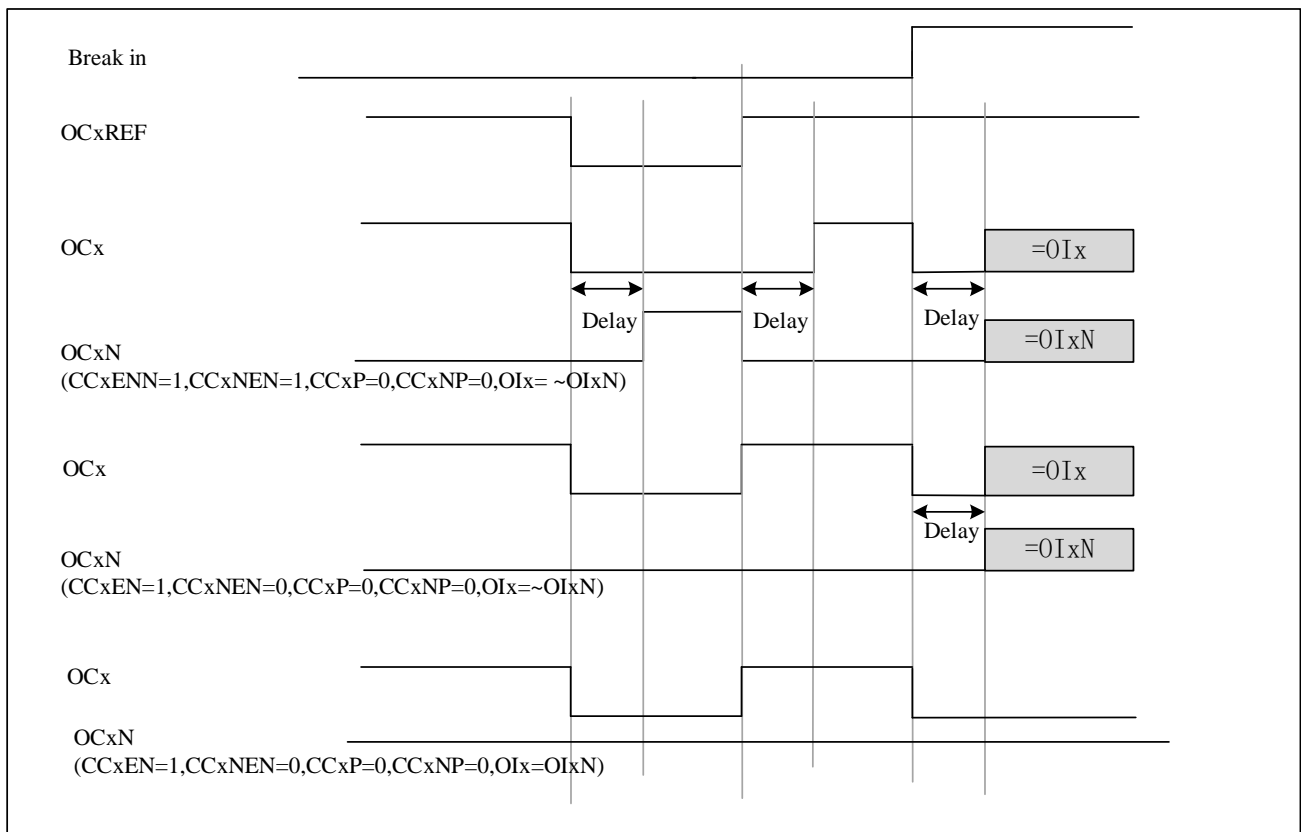 Break in
OCxREF
OCx
=OIx
Delay
Delay
Delay
=OIxN
OCxN
(CCxENN=1,CCxNEN=1,CCxP=0,CCxNP=0,OIx= ~OIxN)
OCx
=OIx
Delay
=OIxN
OCxN
(CCxEN=1,CCxNEN=0,CCxP=0,CCxNP=0,OIx=~OIxN)
OCx
OCxN
(CCxEN=1,CCxNEN=0,CCxP=0,CCxNP=0,OIx=OIxN)